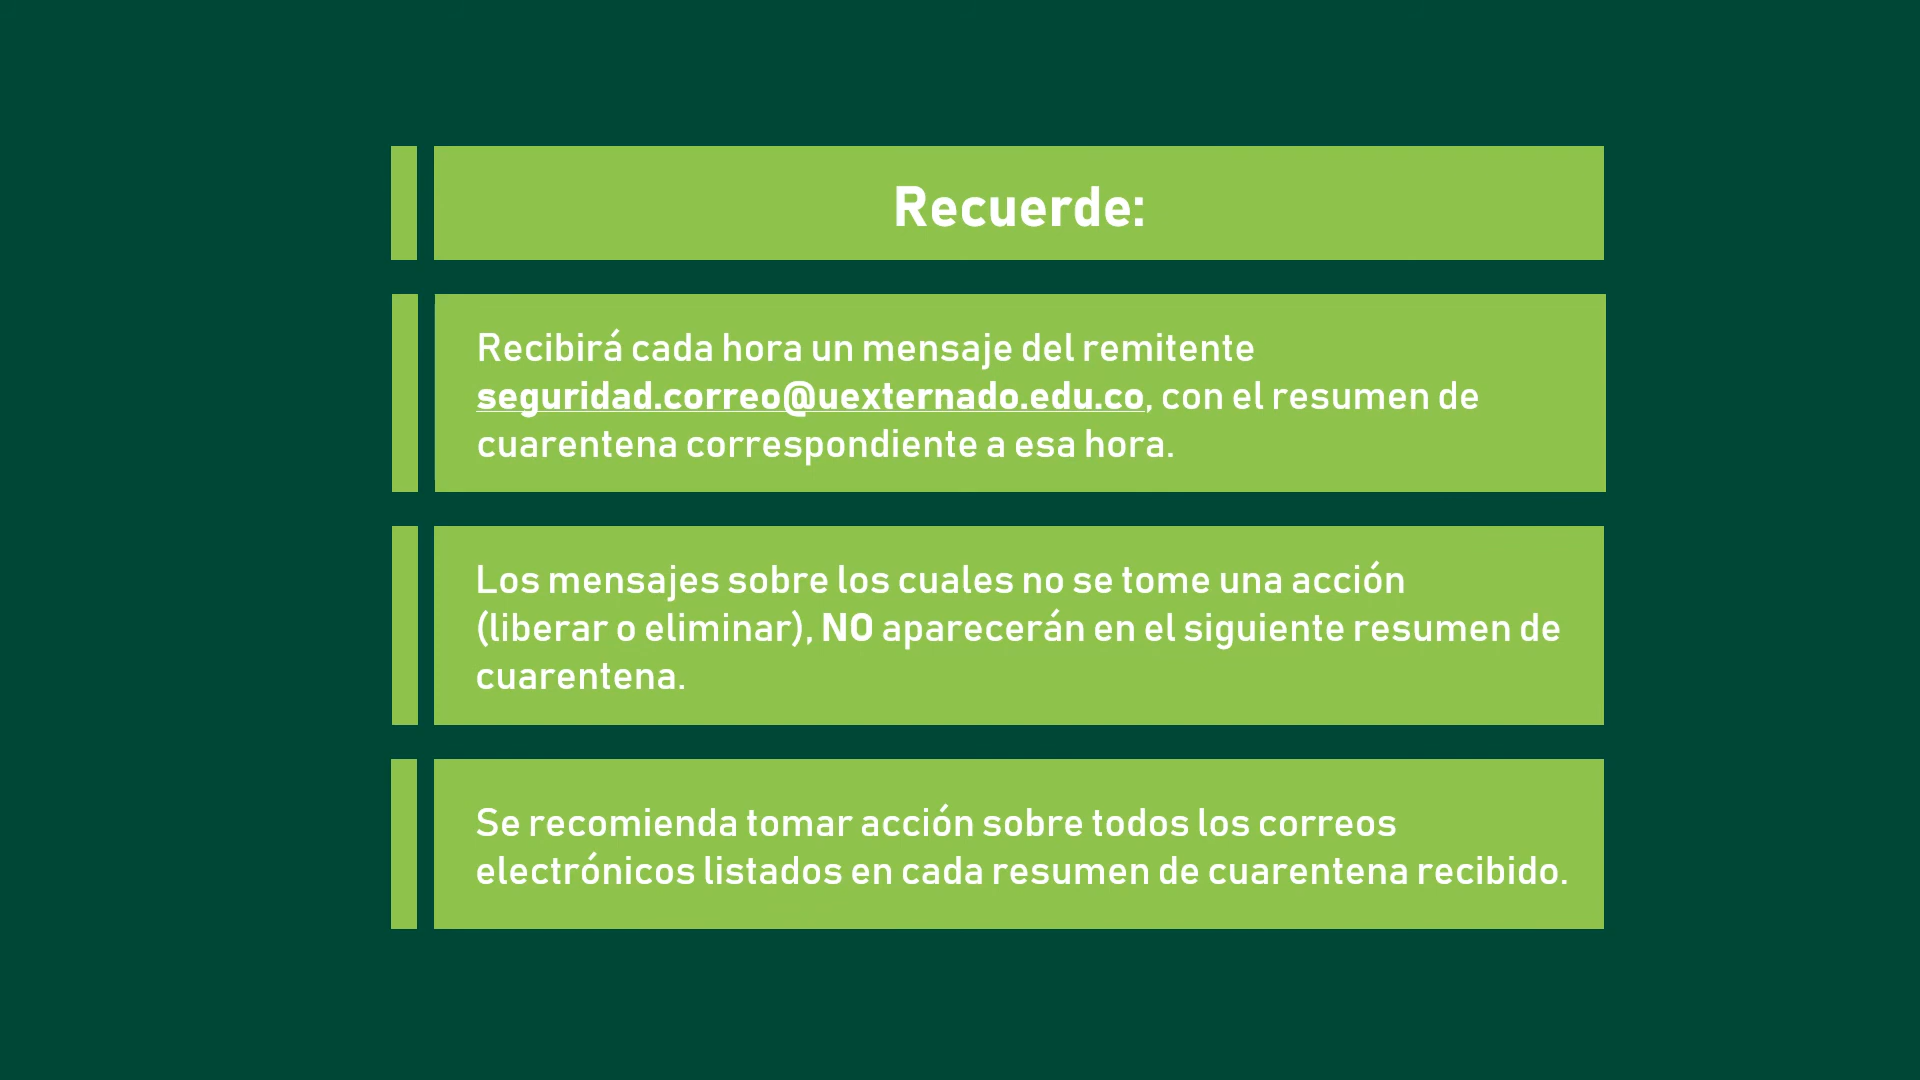 Recuerde:
Recibirá cada hora un mensaje del remitente
seguridad.correo@uexternado.edu.co, con el resumen de
cuarentena correspondiente a esa hora.
Los mensajes sobre los cuales no se tome una acción
(liberar o eliminar), NO aparecerán en el siguiente resumen de
cuarentena.
Se recomienda tomar acción sobre todos los correos
electrónicos listados en cada resumen de cuarentena recibido.